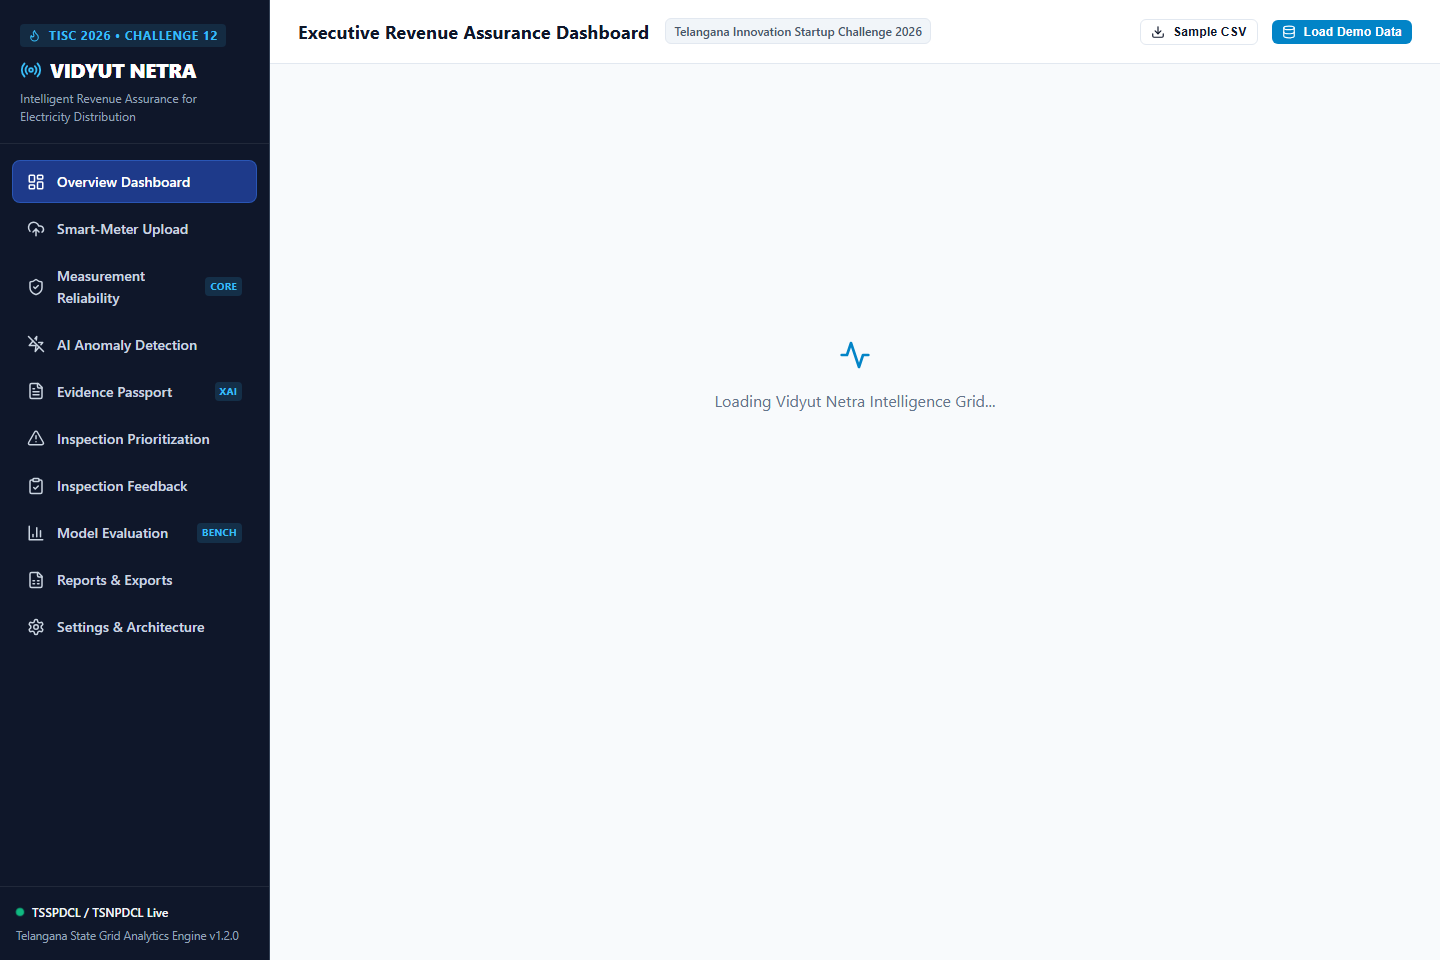 TISC 2026 • CHALLENGE 12
VIDYUT NETRA
Intelligent Revenue Assurance for
Electricity Distribution
Overview Dashboard
Smart-Meter Upload
Measurement
Reliability
CORE
AI Anomaly Detection
Evidence Passport
XAI
Inspection Prioritization
Inspection Feedback
Model Evaluation
BENCH
Reports & Exports
Settings & Architecture
TSSPDCL / TSNPDCL Live
Telangana State Grid Analytics Engine v1.2.0
Executive Revenue Assurance Dashboard
Telangana Innovation Startup Challenge 2026
Sample CSV
Load Demo Data
Loading Vidyut Netra Intelligence Grid...